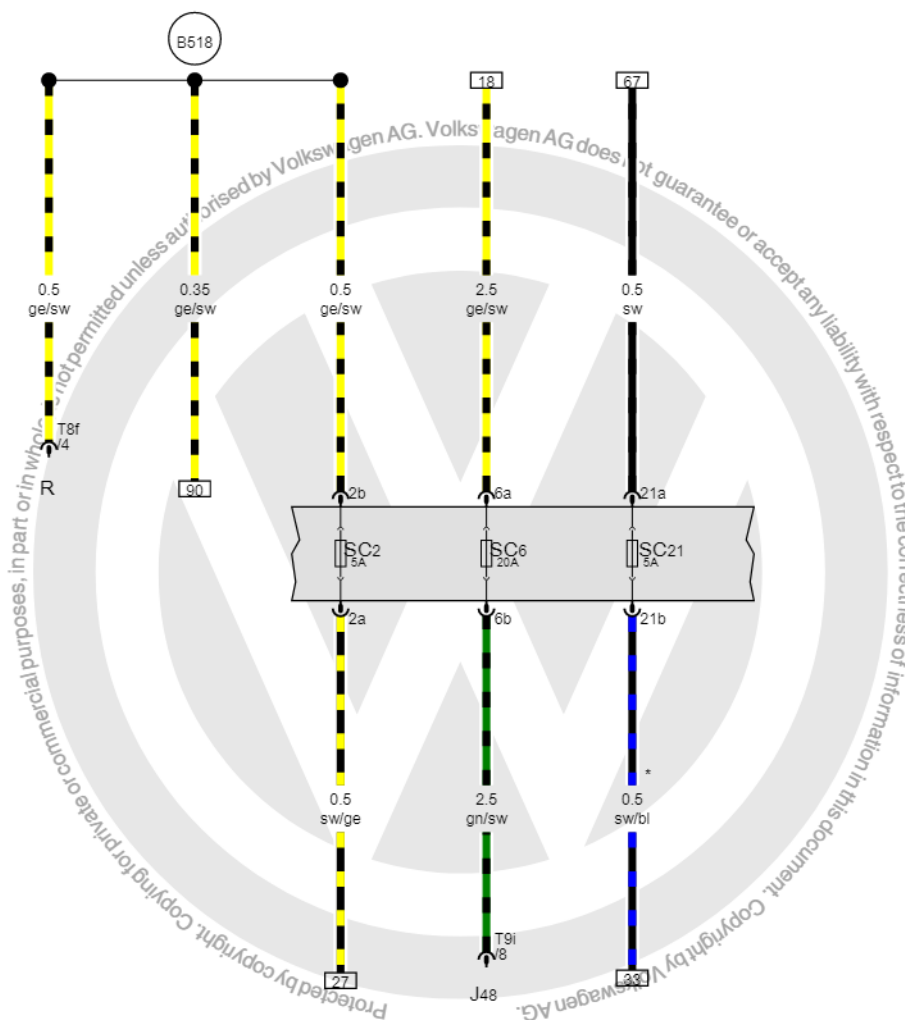 B518
18
67
0.5
ge/sw
0.35
ge/sw
0.5
ge/sw
2.5
ge/sw
0.5
sw
T8f
/4
R
90
2b
6a
21a
SC2
5A
SC6
20A
SC21
5A
2a
6b
21b
*
0.5
sw/ge
2.5
gn/sw
0.5
sw/bl
T9i
/8
27
J48
33
Protected by copyright. Copying for private or commercial purposes, in part or in whole, is not permitted unless authorised by Volkswagen AG. Volkswagen AG does not guarantee or accept any liability with respect to the correctness of information in this document. Copyright by Volkswagen AG.